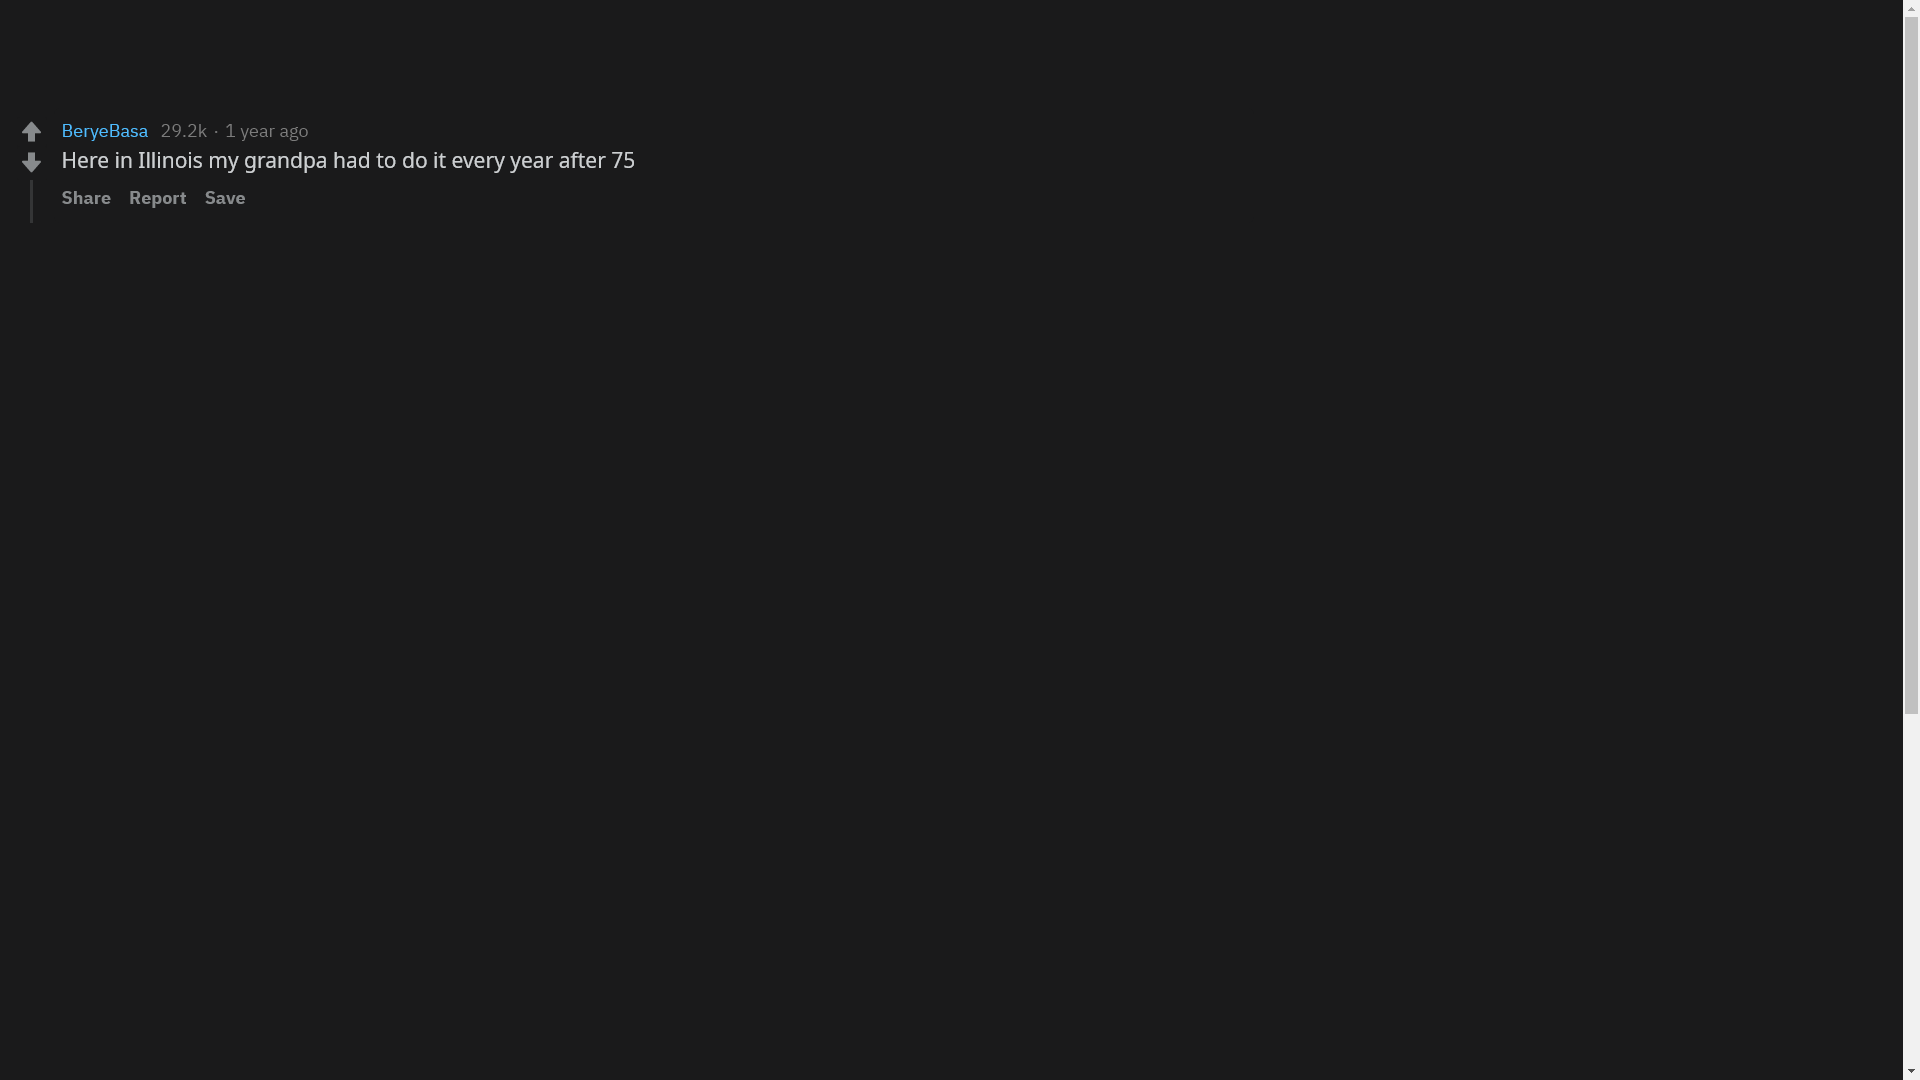 BeryeBasa 29.2k · 1 year ago
Here in Illinois my grandpa had to do it every year after 75
Share Report Save